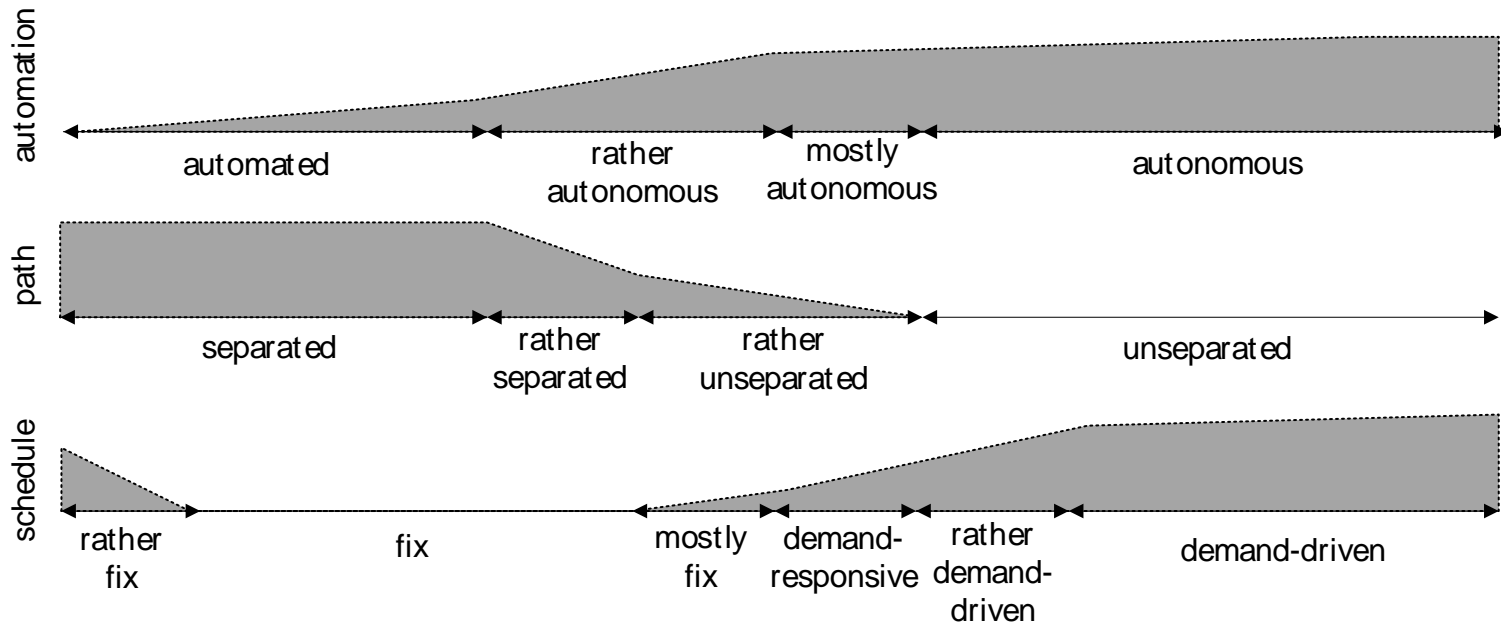 automation
automated
rather
autonomous
mostly
autonomous
autonomous
path
separated
rather
separated
rather
unseparated
unseparated
schedule
rather
fix
fix
mostly
fix
demand-
responsive
rather
demand-
driven
demand-driven